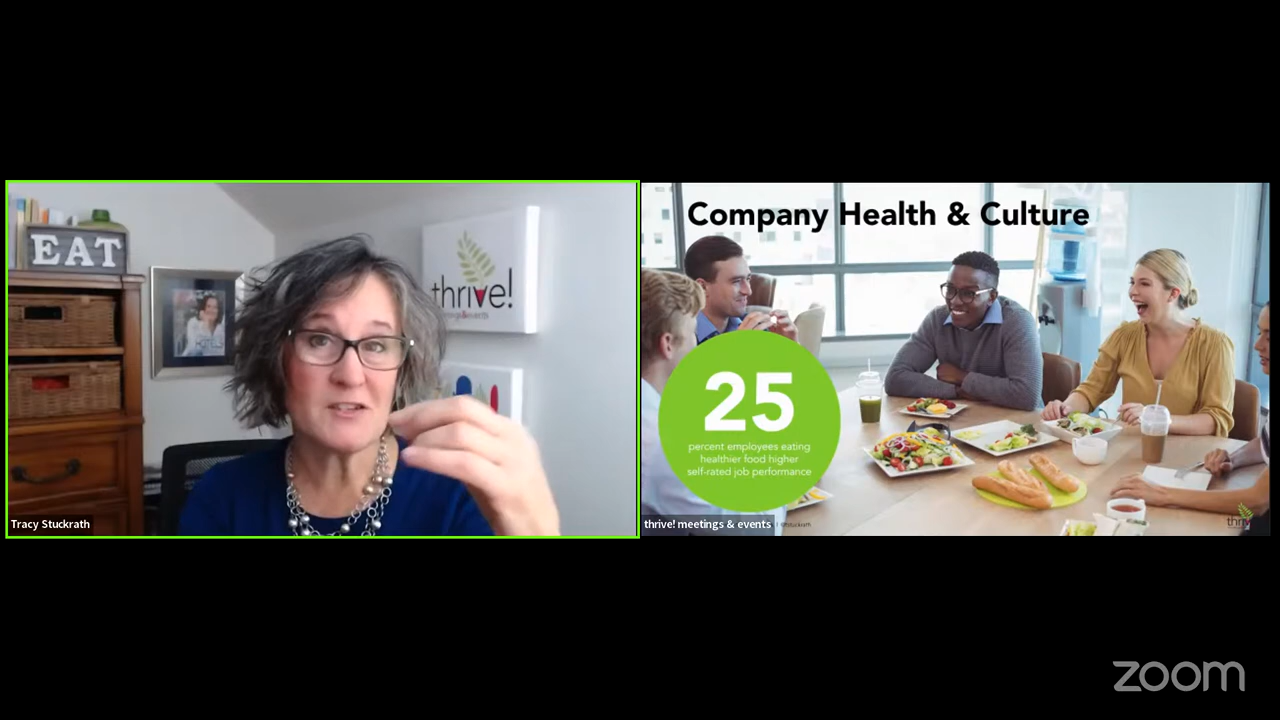 EAT
thrive!
Tracy Stuckrath
Company Health & Culture
25
percent employees eating
healthier food higher
self-rated job performance
thrive! meetings & events
zoom